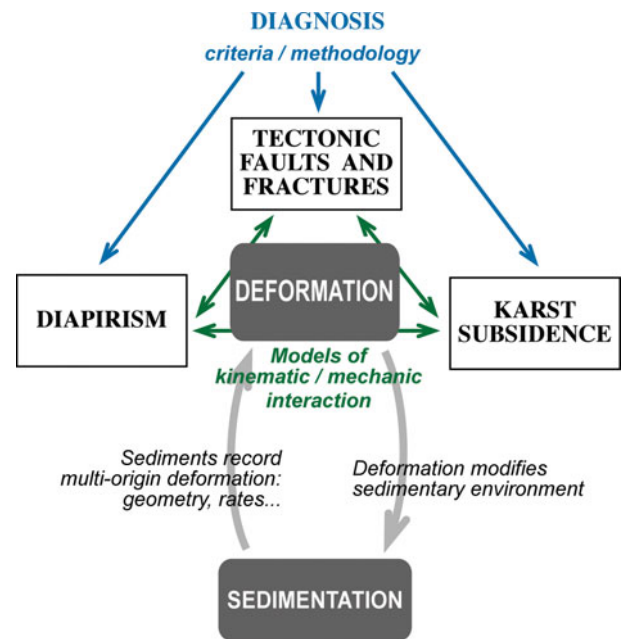 DIAGNOSIS
criteria / methodology
TECTONIC
FAULTS AND
FRACTURES
DEFORMATION
DIAPIRISM
KARST
SUBSIDENCE
Models of
kinematic / mechanic
interaction
Sediments record
multi-origin deformation:
geometry, rates...
Deformation modifies
sedimentary environment
SEDIMENTATION